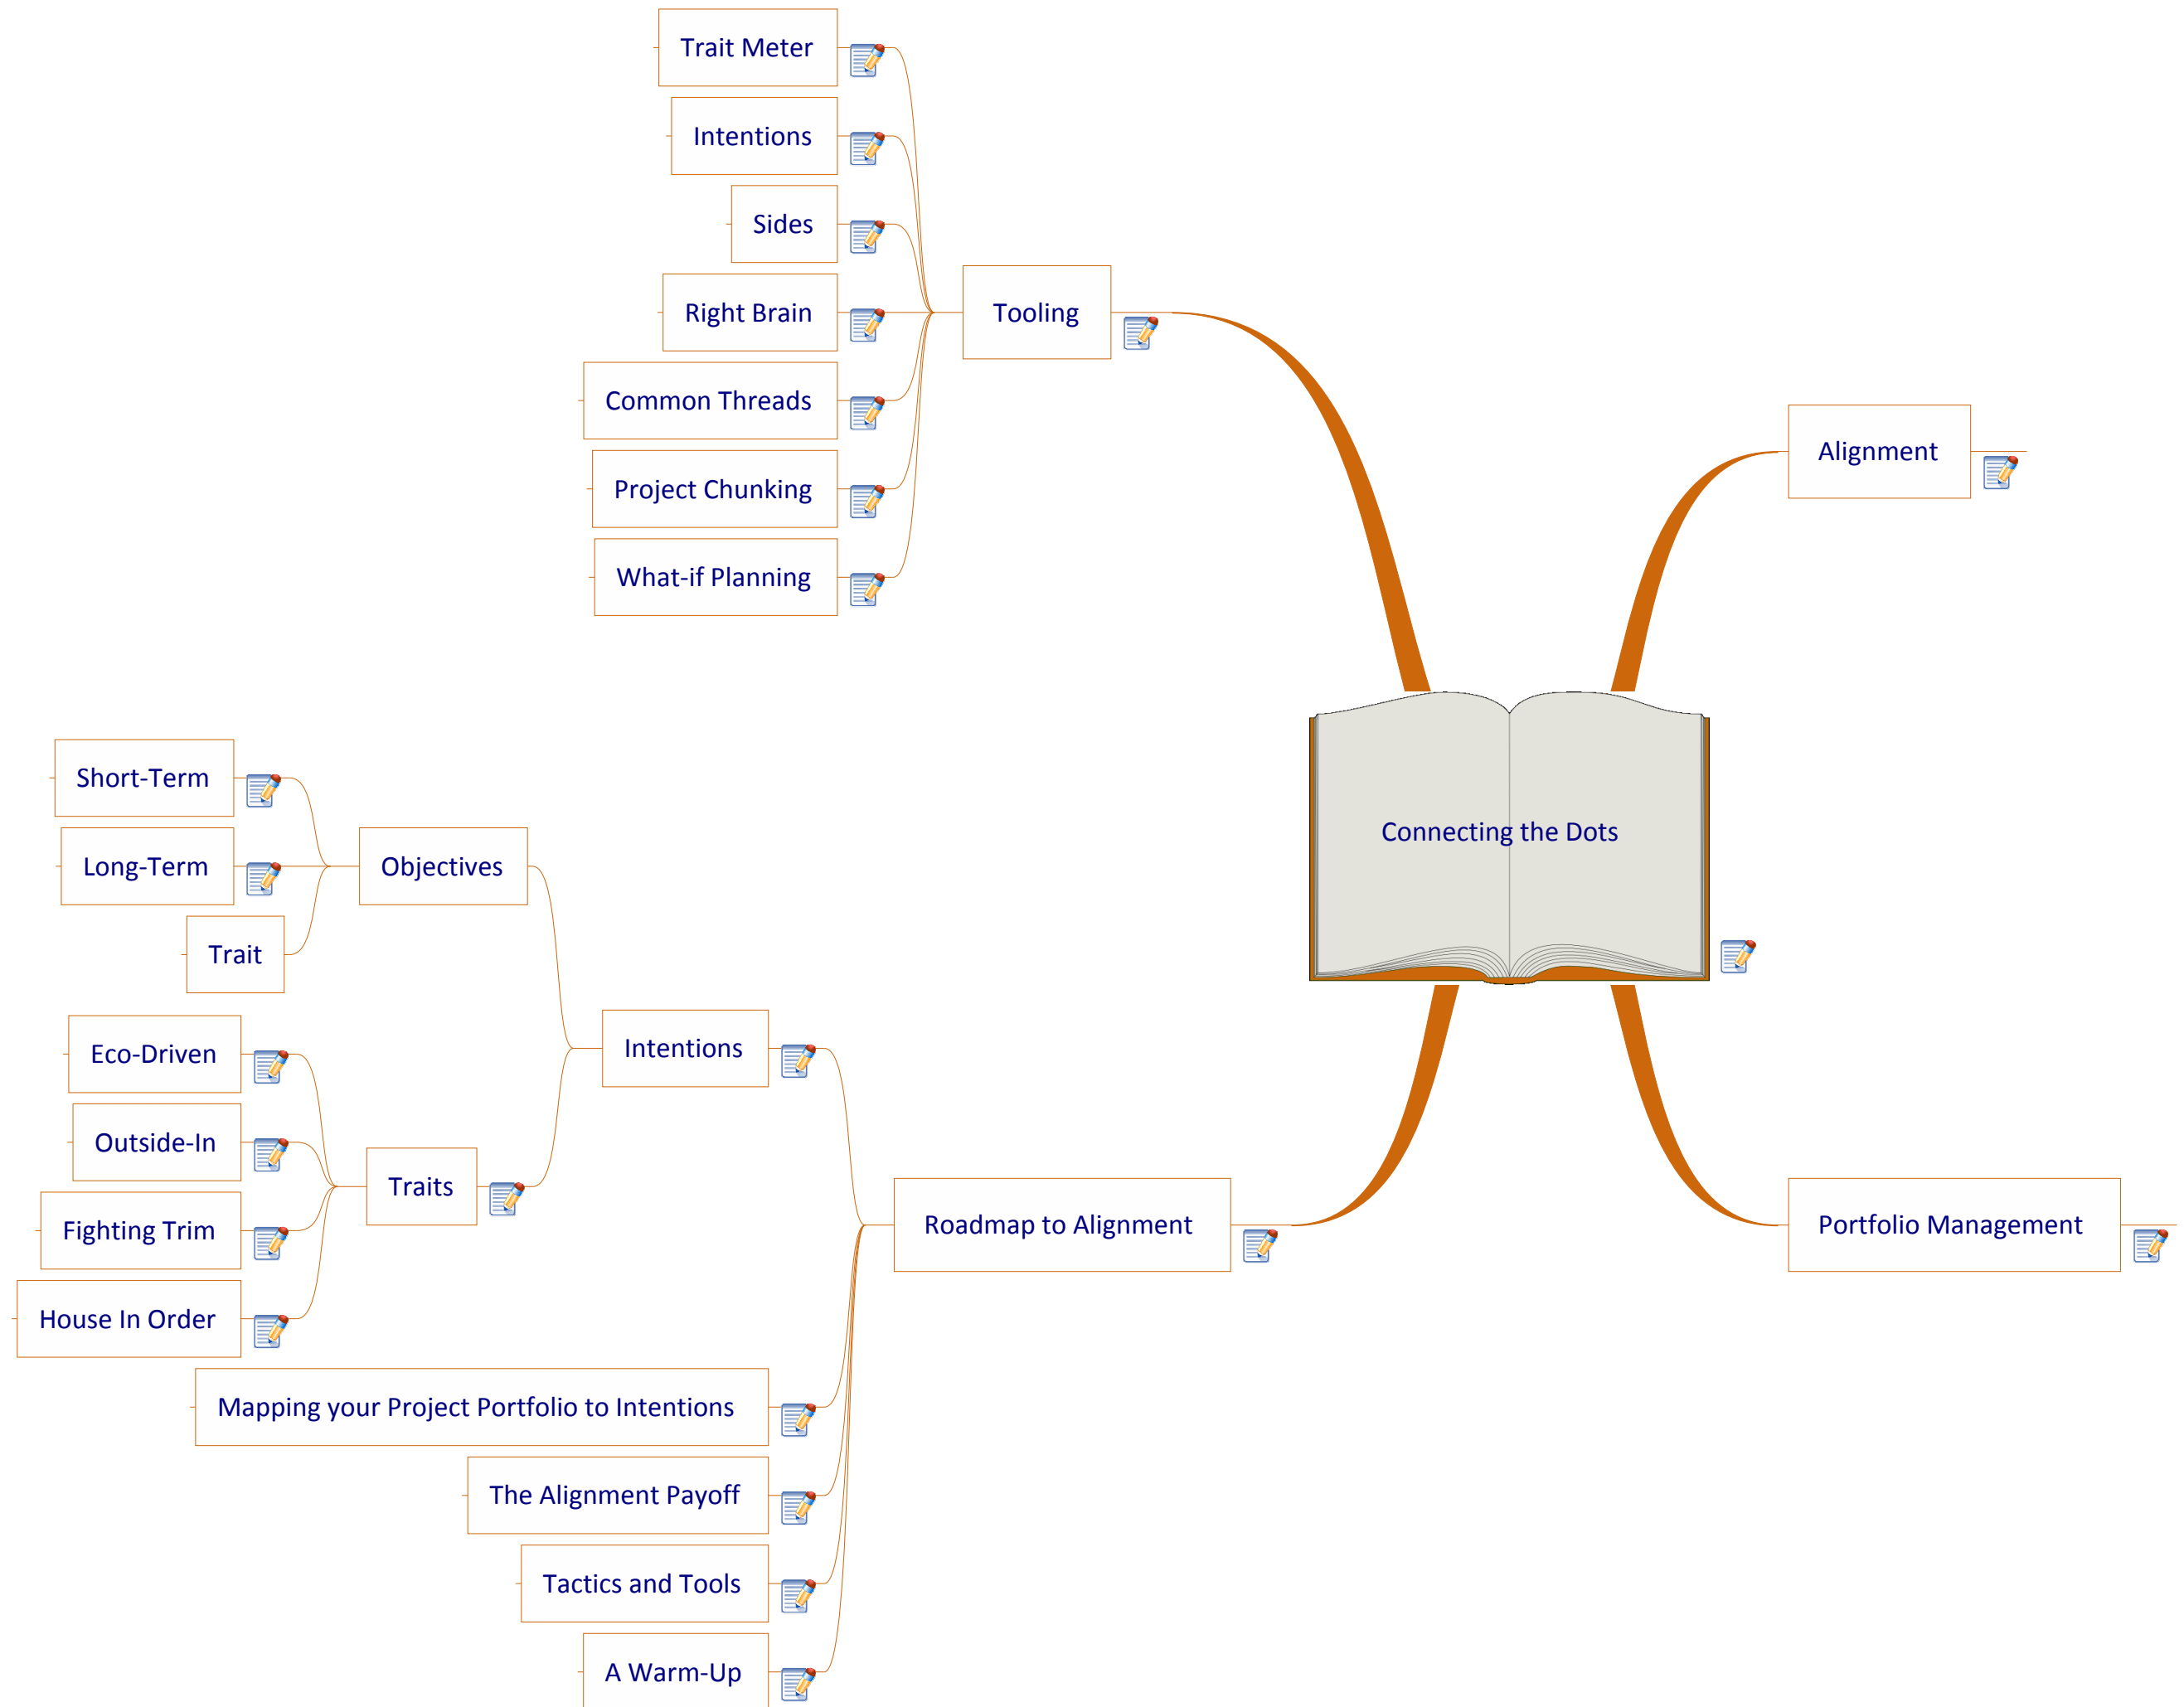 Trait Meter
Intentions
Sides
Right Brain
Common Threads
Project Chunking
What-if Planning
Tooling
Alignment
Connecting the Dots
Short-Term
Long-Term
Trait
Objectives
Eco-Driven
Outside-In
Fighting Trim
House In Order
Traits
Intentions
Mapping your Project Portfolio to Intentions
The Alignment Payoff
Tactics and Tools
A Warm-Up
Roadmap to Alignment
Portfolio Management